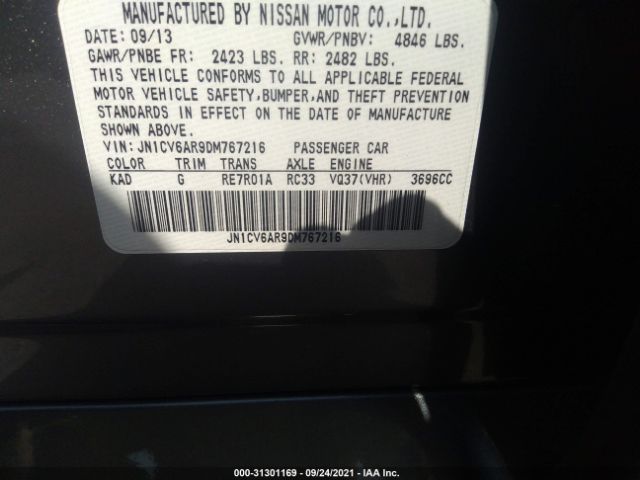 MANUFACTURED BY NISSAN MOTOR CO.,LTD.
DATE: 09/13 GVWR/PNBV: 4846 LBS.
GAWR/PNBE FR: 2423 LBS. RR: 2482 LBS.
THIS VEHICLE CONFORMS TO ALL APPLICABLE FEDERAL
MOTOR VEHICLE SAFETY,BUMPER,AND THEFT PREVENTION
STANDARDS IN EFFECT ON THE DATE OF MANUFACTURE
SHOWN ABOVE.
VIN: JN1CV6AR9DM767216 PASSENGER CAR
COLOR TRIM TRANS AXLE ENGINE
KAD G RE7R01A RC33 VQ37(VHR) 3696CC
JN1CV6AR9DM767216
000-31301169 - 09/24/2021 - IAA Inc.